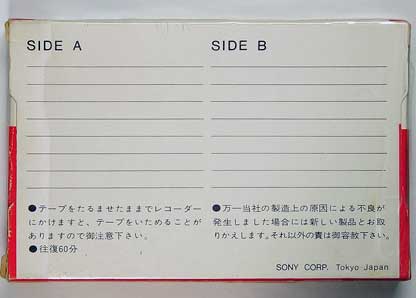 SIDE A
SIDE B
●テープをたるませたままでレコーダー
にかけますと、テープをいためることが
ありますので御注意下さい。
●往復60分
●万一当社の製造上の原因による不良が
発生しました場合には新しい製品とお取
りかえします。それ以外の責は御容赦下さい。
SONY CORP. Tokyo Japan